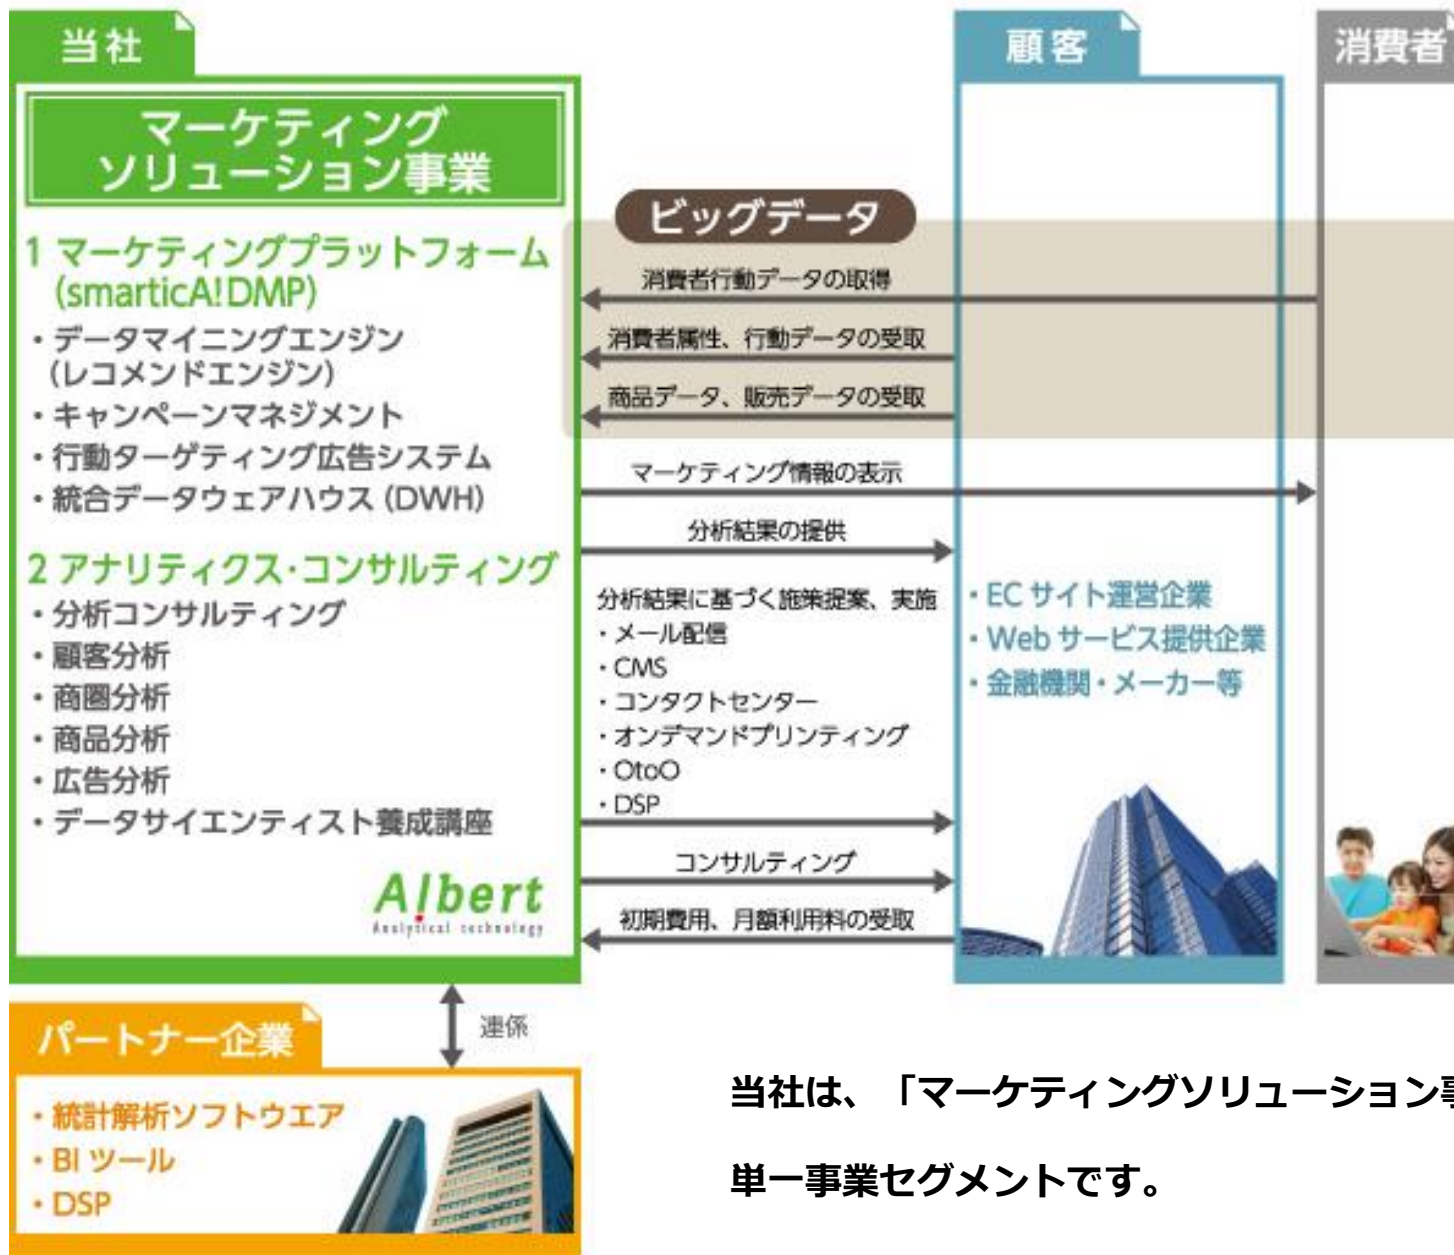 当社
マーケティング
ソリューション事業
1 マーケティングプラットフォーム
(smarticA!DMP)
・データマイニングエンジン
(レコメンドエンジン)
・キャンペーンマネジメント
・行動ターゲティング広告システム
・統合データウェアハウス (DWH)
2 アナリティクス・コンサルティング
・分析コンサルティング
・顧客分析
・商圏分析
・商品分析
・広告分析
・データサイエンティスト養成講座
A!bert
Analytical technology
ビッグデータ
消費者行動データの取得
消費者属性、行動データの受取
商品データ、販売データの受取
マーケティング情報の表示
分析結果の提供
分析結果に基づく施策提案、実施
・メール配信
・CMS
・コンタクトセンター
・オンデマンドプリンティング
・OtoO
・DSP
コンサルティング
初期費用、月額利用料の受取
顧客
・EC サイト運営企業
・Web サービス提供企業
・金融機関・メーカー等
消費者
連係
パートナー企業
・統計解析ソフトウエア
・BI ツール
・DSP
当社は、「マーケティングソリューション事
単一事業セグメントです。